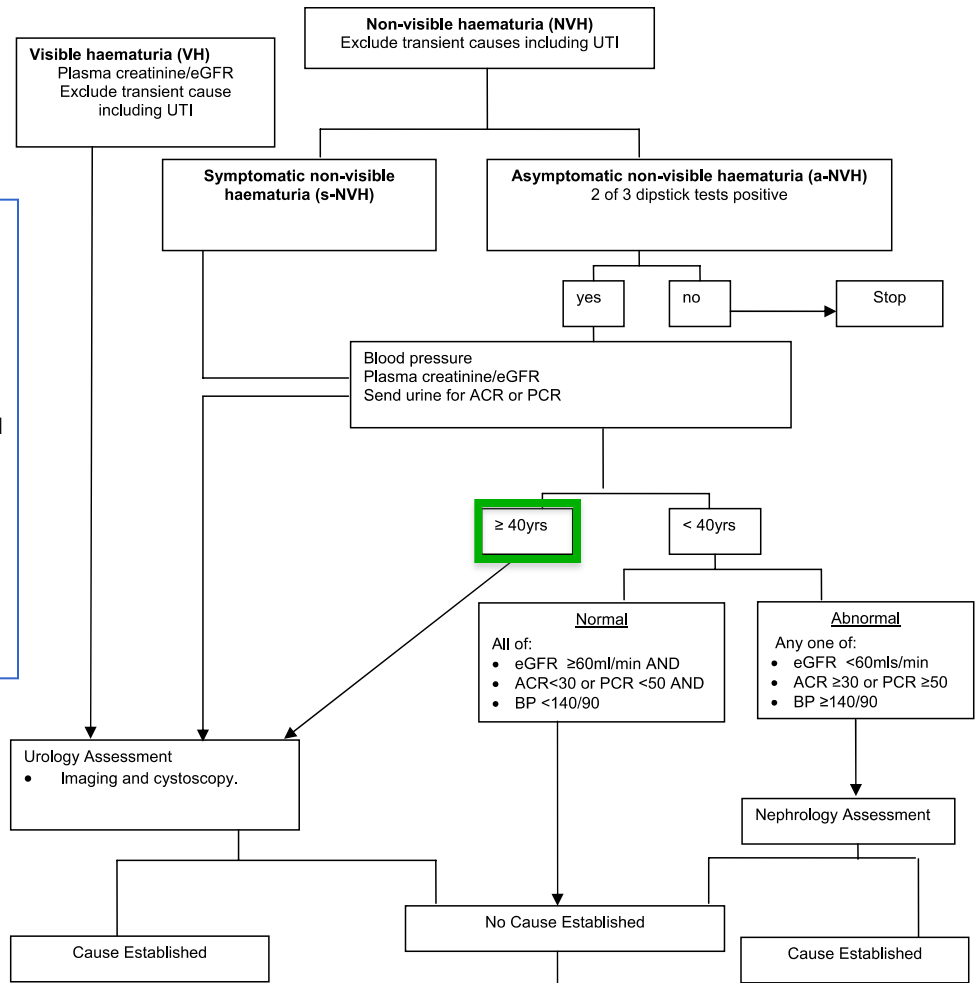 Non-visible haematuria (NVH)
Exclude transient causes including UTI
Visible haematuria (VH)
Plasma creatinine/eGFR
Exclude transient cause
including UTI
Symptomatic non-visible
haematuria (s-NVH)
Asymptomatic non-visible haematuria (a-NVH)
2 of 3 dipstick tests positive
yes
no
Stop
Blood pressure
Plasma creatinine/eGFR
Send urine for ACR or PCR
≥ 40yrs
< 40yrs
Normal
All of:
• eGFR ≥60ml/min AND
• ACR<30 or PCR <50 AND
• BP <140/90
Abnormal
Any one of:
• eGFR <60mls/min
• ACR ≥30 or PCR ≥50
• BP ≥140/90
Urology Assessment
• Imaging and cystoscopy.
Nephrology Assessment
No Cause Established
Cause Established
Cause Established